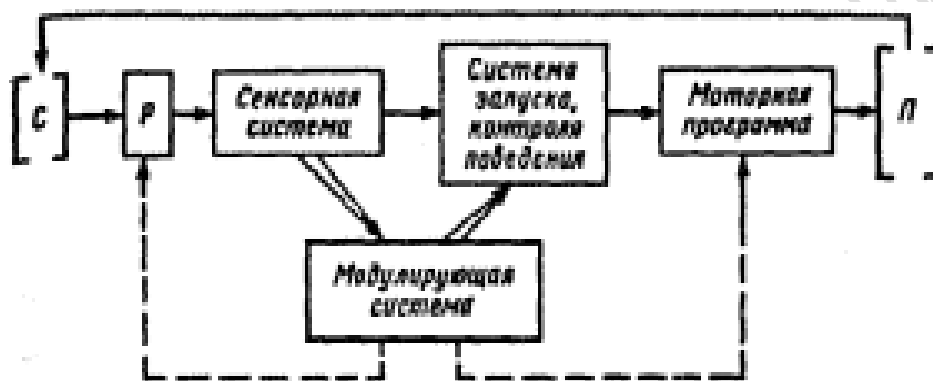 С
Р
Сенсорная
система
Система
запуска,
контроля
поведения
Моторная
программа
П
Модулирующая
система